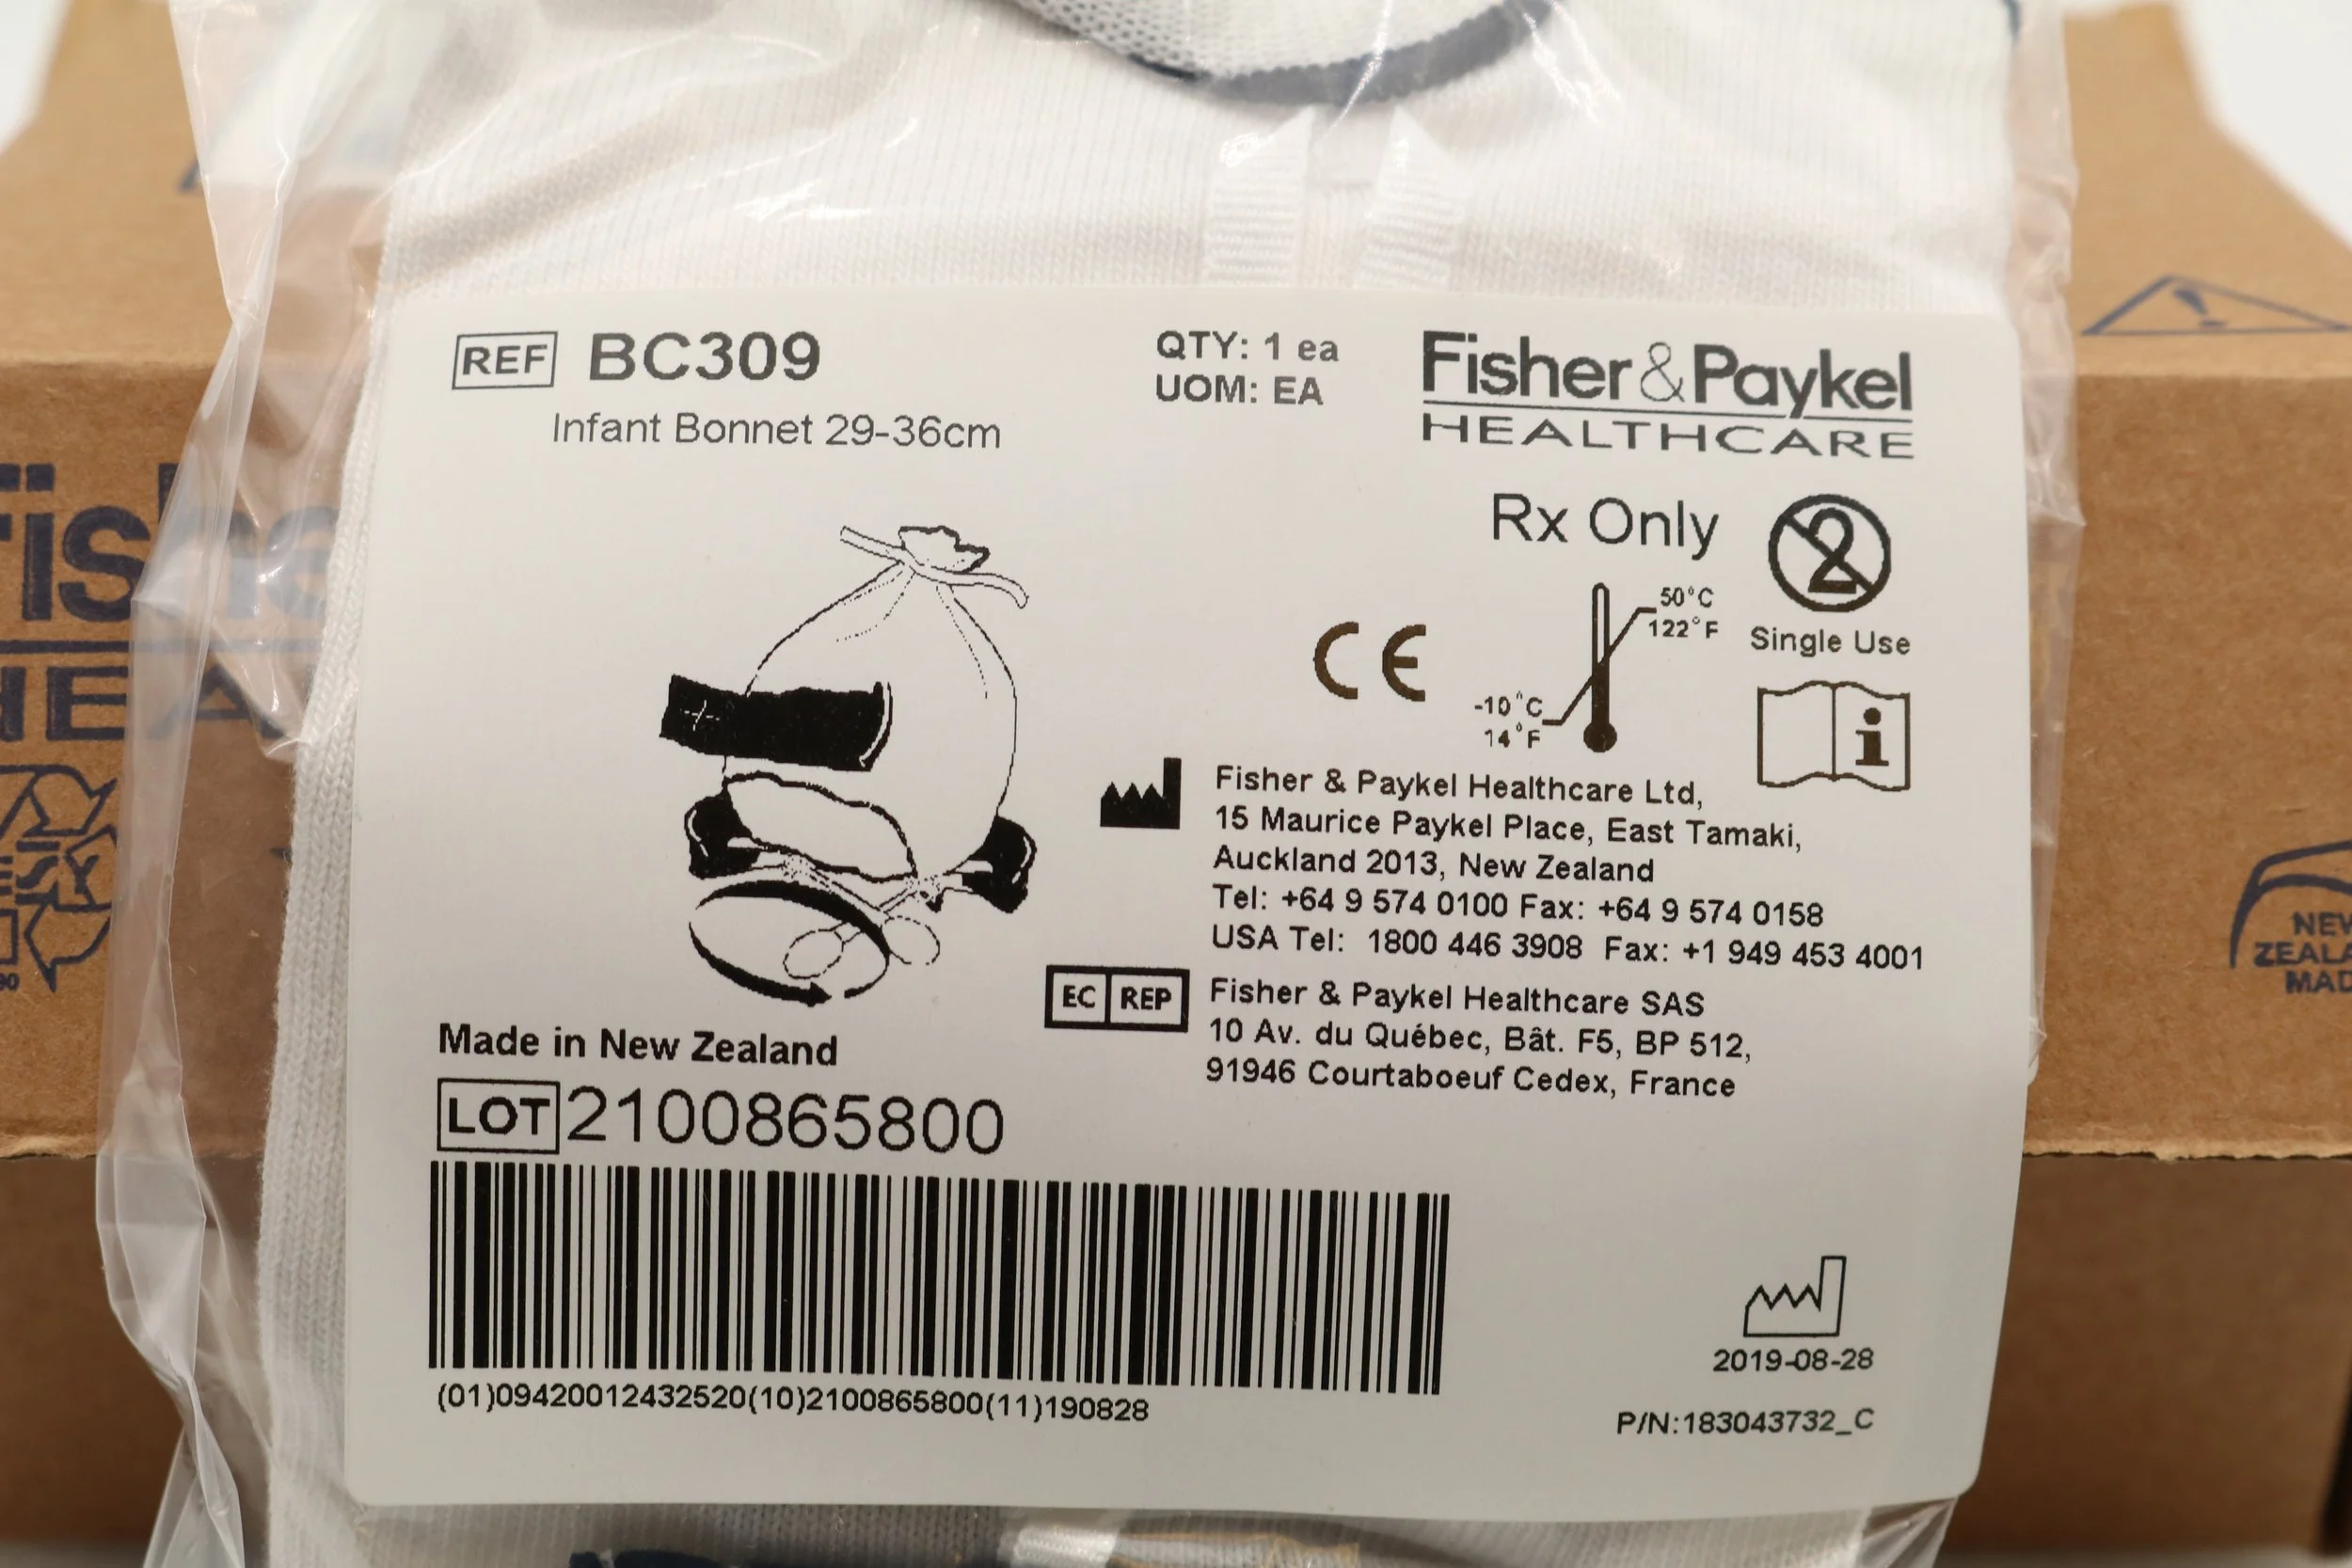 REF BC309
Infant Bonnet 29-36cm
QTY: 1 ea
UOM: EA
Fisher & Paykel
HEALTHCARE
Rx Only
2
Single Use
50°C
122°F
-10°C
14°F
CE
i
Fisher & Paykel Healthcare Ltd,
15 Maurice Paykel Place, East Tamaki,
Auckland 2013, New Zealand
Tel: +64 9 574 0100 Fax: +64 9 574 0158
USA Tel: 1800 446 3908 Fax: +1 949 453 4001
EC REP
Fisher & Paykel Healthcare SAS
10 Av. du Québec, Bât. F5, BP 512,
91946 Courtaboeuf Cedex, France
Made in New Zealand
LOT 2100865800
(01)09420012432520(10)2100865800(11)190828
2019-08-28
P/N:183043732_C